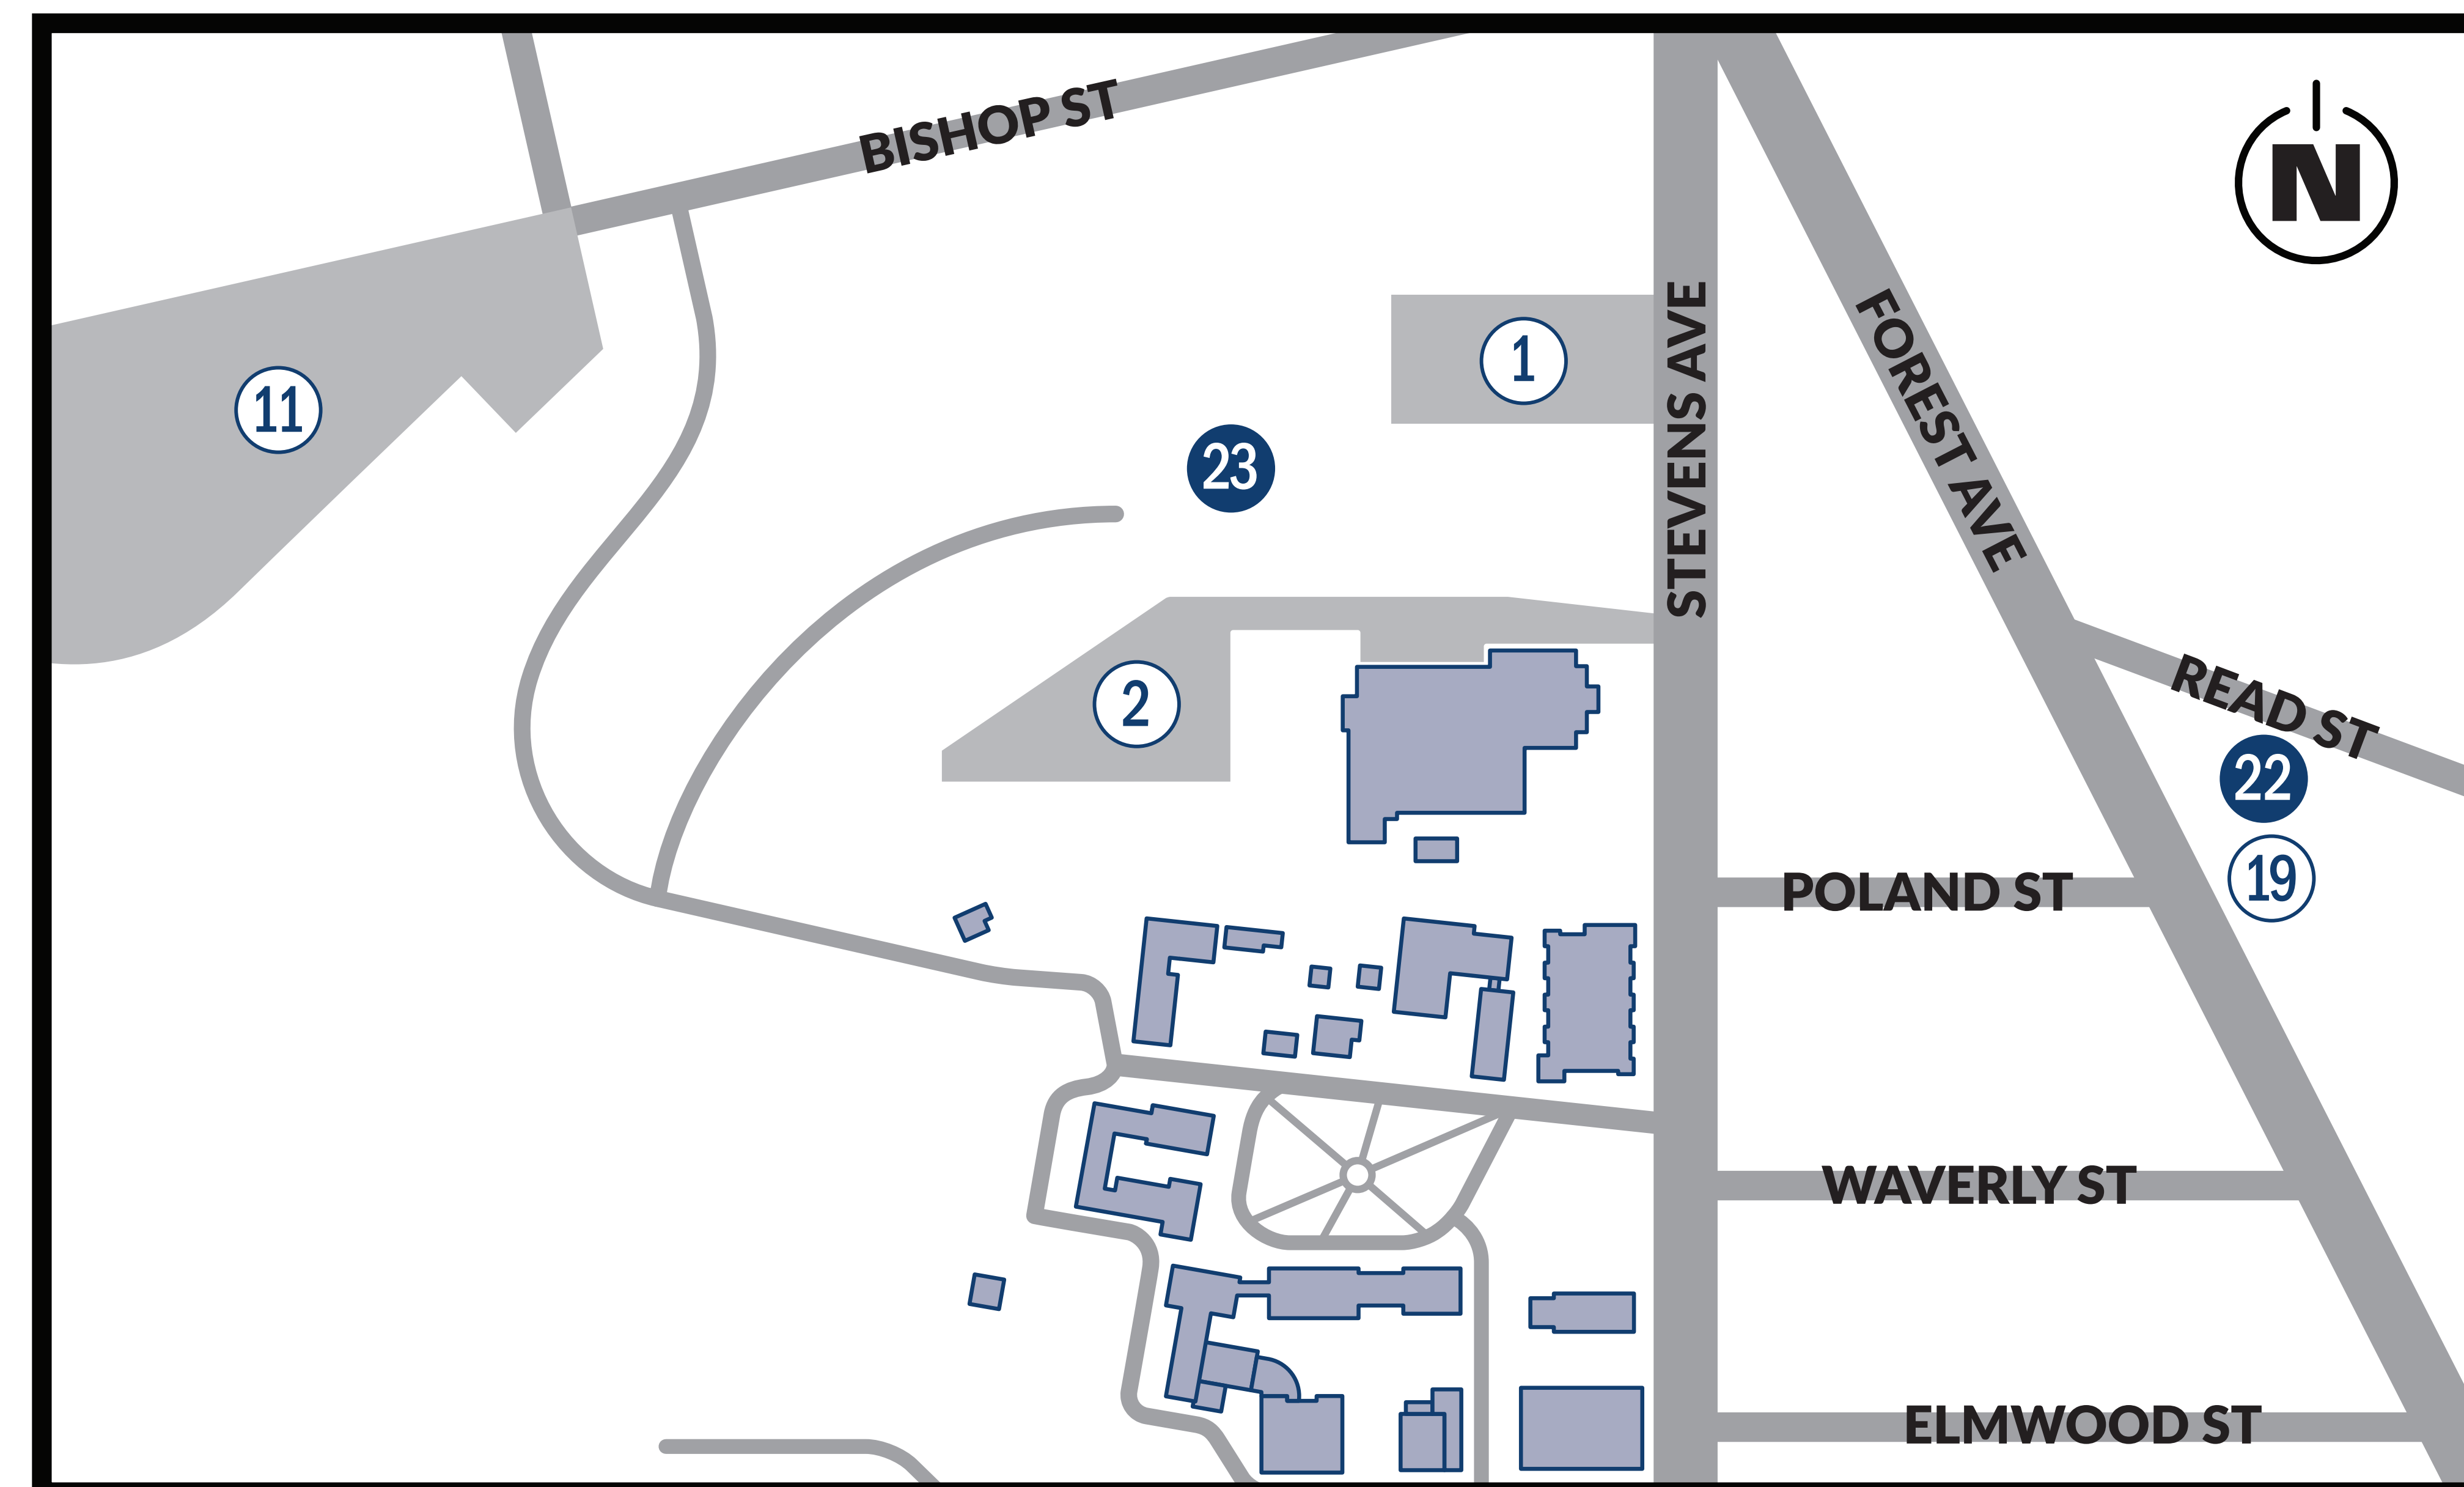 BISHOP ST
N
STEVENS AVE
FOREST AVE
1
11
23
2
READ ST
22
19
POLAND ST
WAVERLY ST
ELMWOOD ST